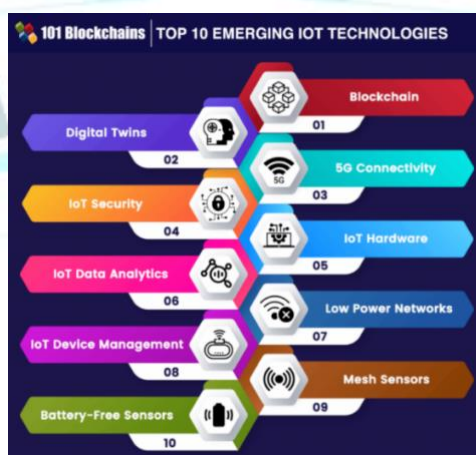 101 Blockchains | TOP 10 EMERGING IOT TECHNOLOGIES
Blockchain
01
Digital Twins
02
5G Connectivity
5G
03
IoT Security
04
IoT Hardware
05
IoT Data Analytics
06
Low Power Networks
07
IoT Device Management
08
Mesh Sensors
09
Battery-Free Sensors
10